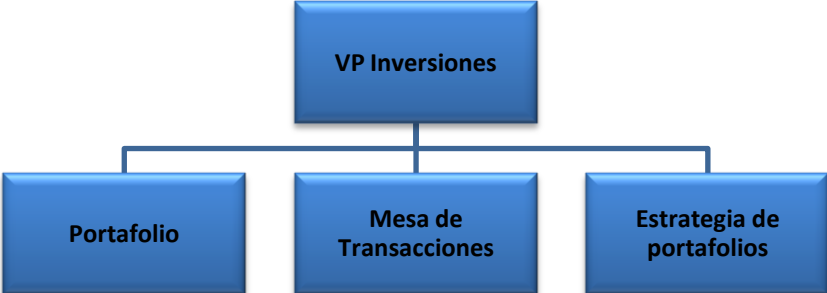 VP Inversiones
Portafolio
Mesa de
Transacciones
Estrategia de
portafolios